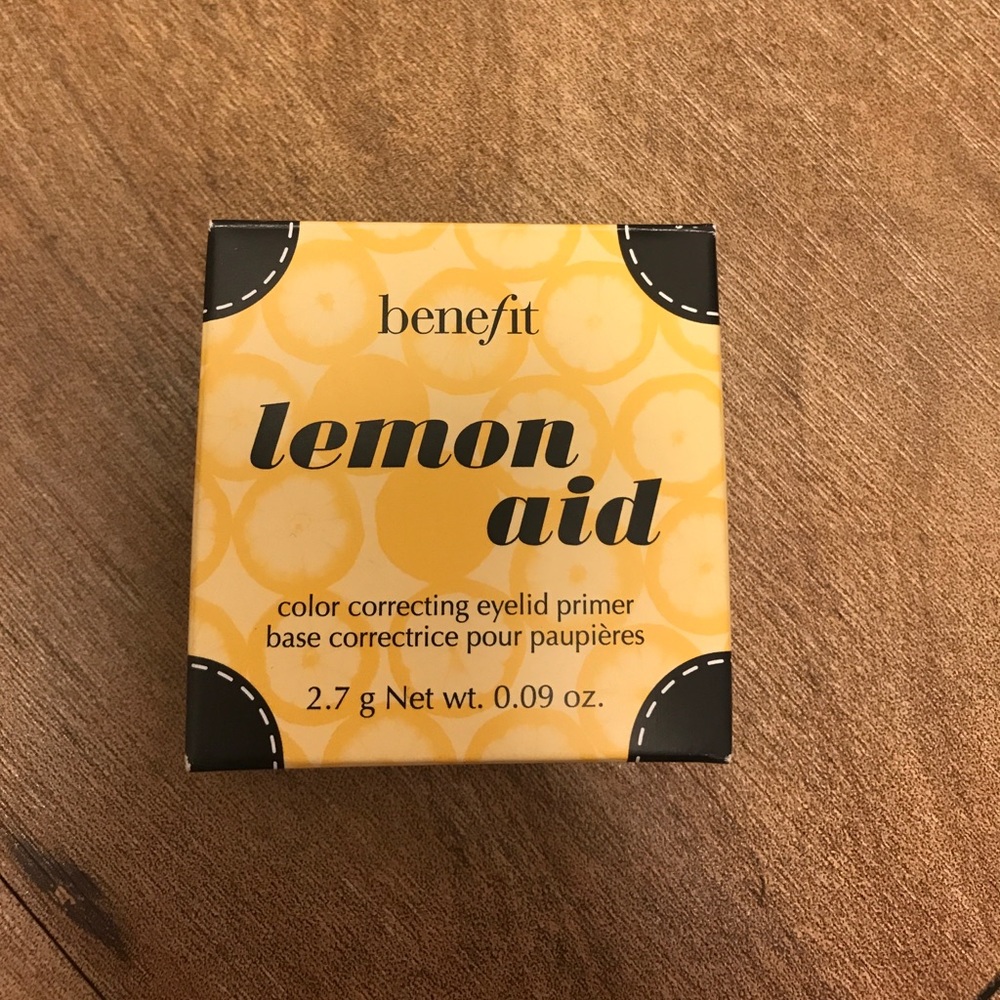 benefit
lemon
aid
color correcting eyelid primer
base correctrice pour paupières
2.7 g Net wt. 0.09 oz.